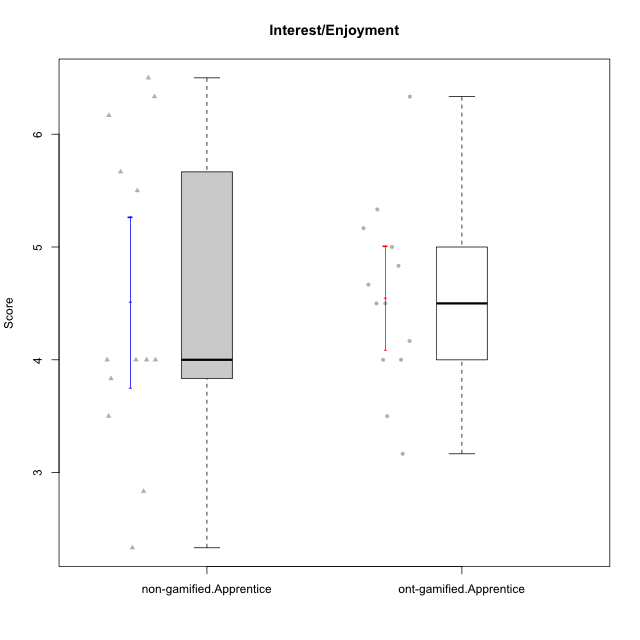 Interest/Enjoyment
6
5
4
3
Score
non-gamified.Apprentice
ont-gamified.Apprentice